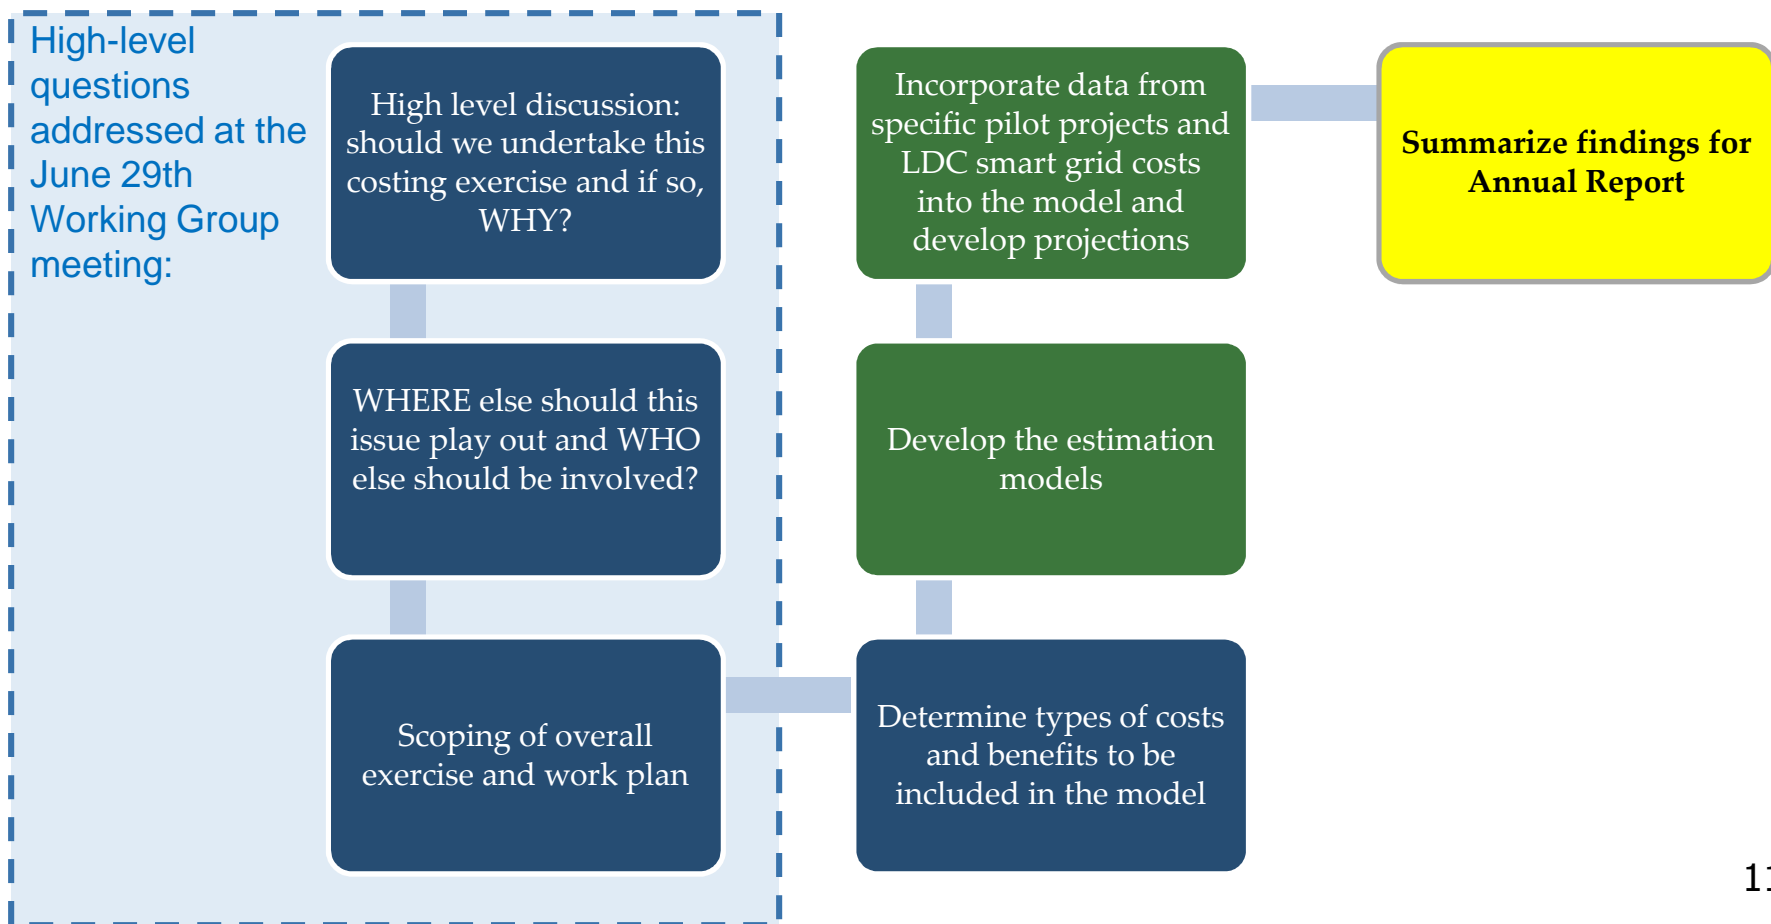 High-level
questions
addressed at the
June 29th
Working Group
meeting:
High level discussion:
should we undertake this
costing exercise and if so,
WHY?
WHERE else should this
issue play out and WHO
else should be involved?
Scoping of overall
exercise and work plan
Determine types of costs
and benefits to be
included in the model
Develop the estimation
models
Incorporate data from
specific pilot projects and
LDC smart grid costs
into the model and
develop projections
Summarize findings for
Annual Report
11